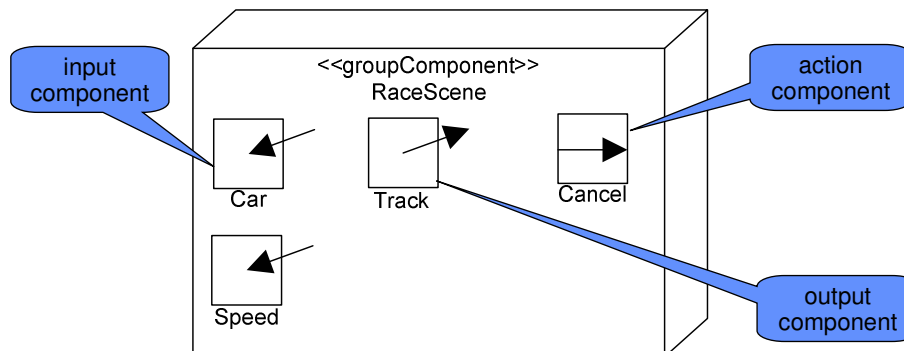 input
component
<<groupComponent>>
RaceScene
action
component
Car
Track
Cancel
Speed
output
component